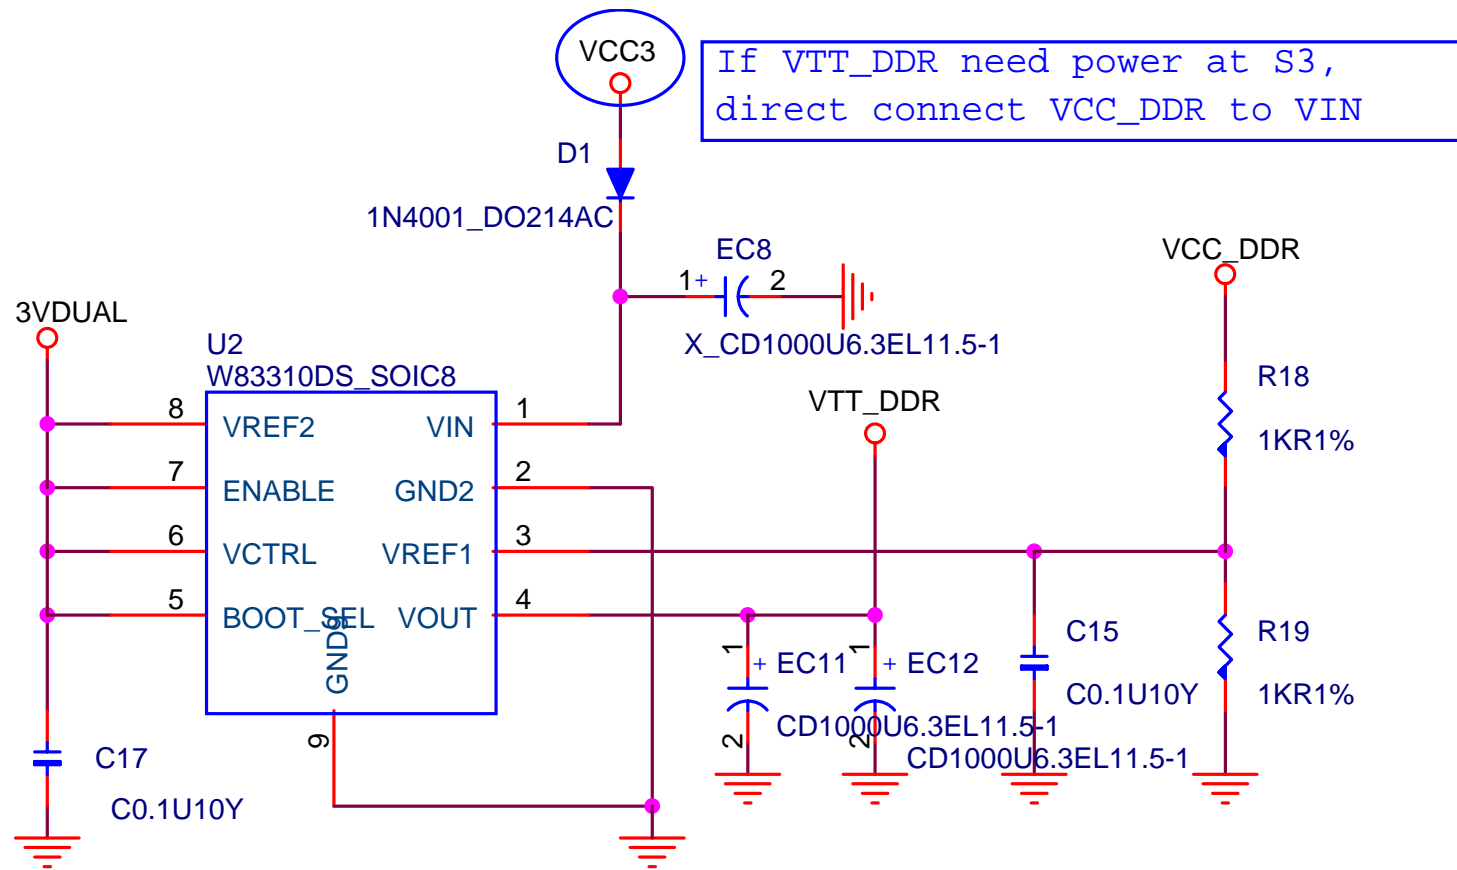 VCC3
If VTT_DDR need power at S3,
direct connect VCC_DDR to VIN
D1
1N4001_DO214AC
EC8
1 + 2
X_CD1000U6.3EL11.5-1
VCC_DDR
3VDUAL
U2
W83310DS_SOIC8
VTT_DDR
R18
1KR1%
8 VREF2 VIN 1
7 ENABLE GND2 2
6 VCTRL VREF1 3
5 BOOT_SEL VOUT 4
GND9
9
1 + EC11
2
CD1000U6.3EL11.5-1
1 + EC12
2
CD1000U6.3EL11.5-1
C15
C0.1U10Y
R19
1KR1%
C17
C0.1U10Y